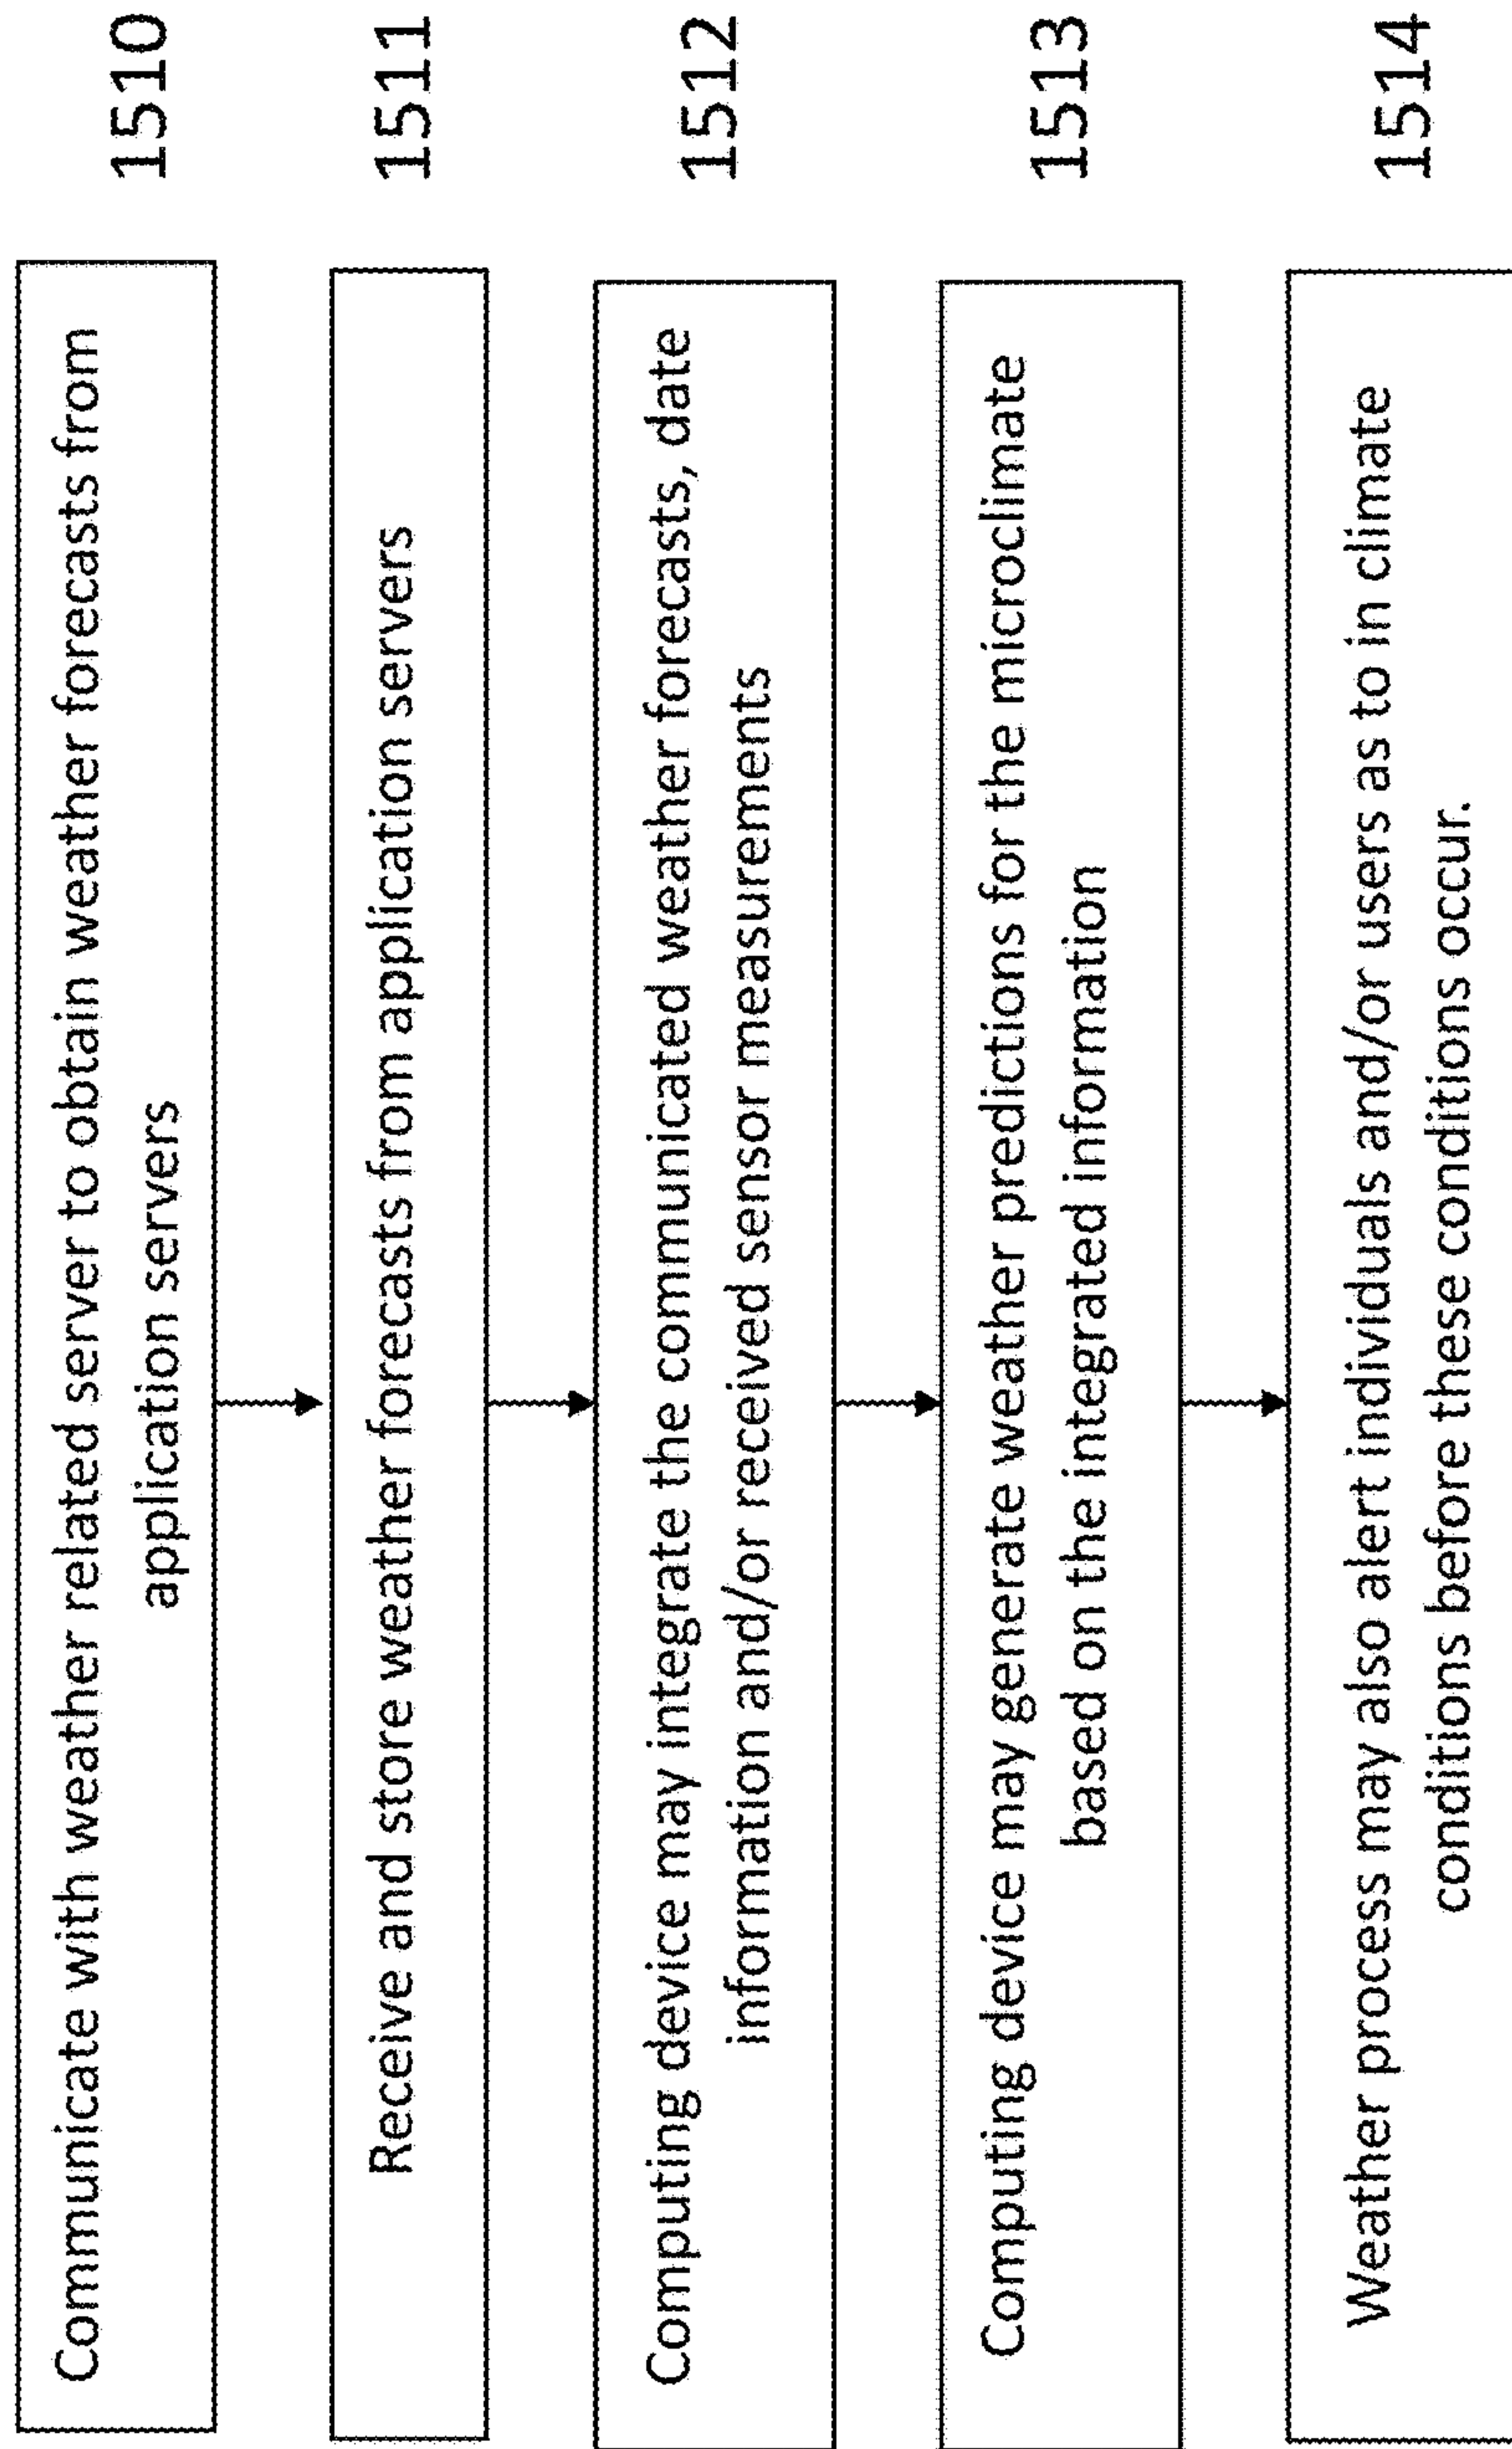 Communicate with weather related server to obtain weather forecasts from
application servers
1510
Receive and store weather forecasts from application servers
1511
Computing device may integrate the communicated weather forecasts, date
information and/or received sensor measurements
1512
Computing device may generate weather predictions for the microclimate
based on the integrated information
1513
Weather process may also alert individuals and/or users as to in climate
conditions before these conditions occur.
1514